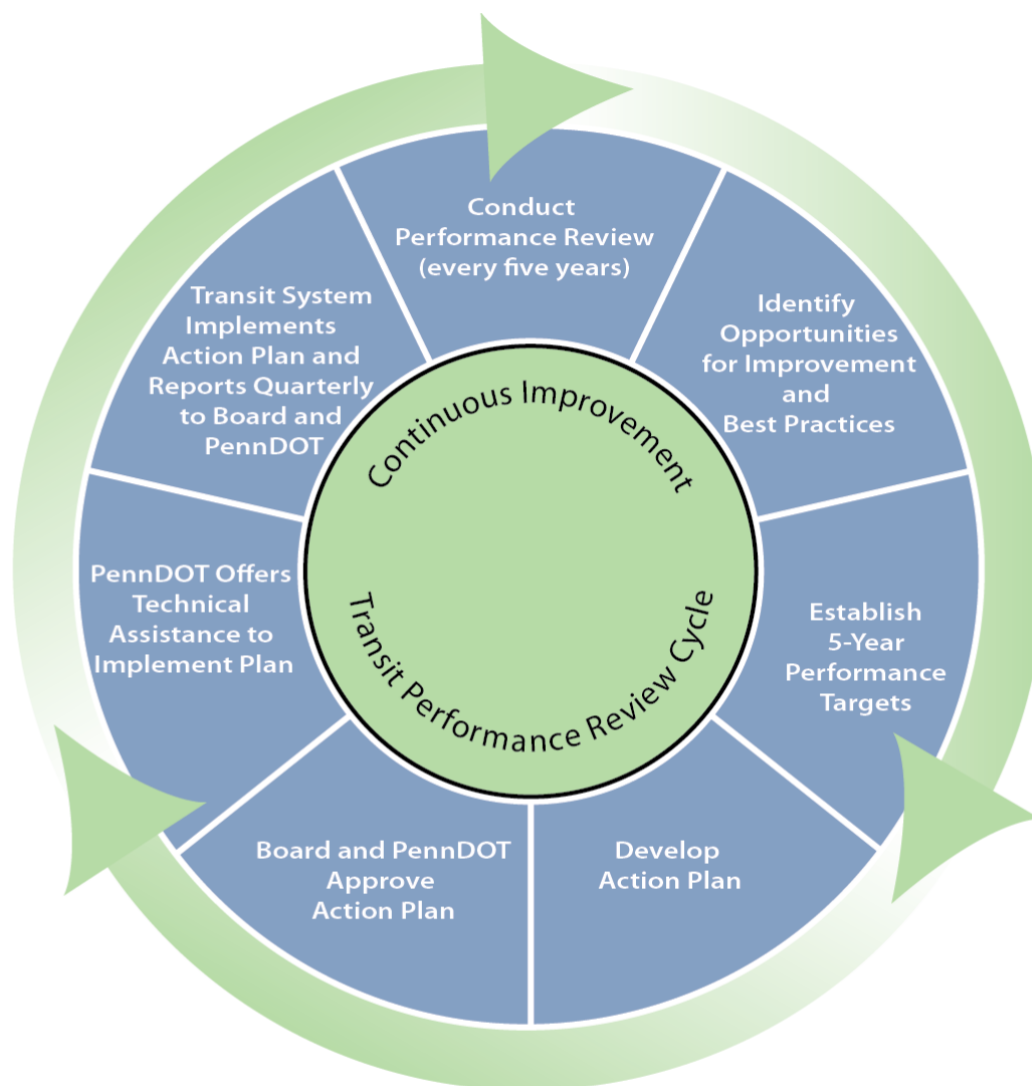 Conduct
Performance Review
(every five years)
Identify
Opportunities
for Improvement
and
Best Practices
Establish
5-Year
Performance
Targets
Develop
Action Plan
Board and PennDOT
Approve
Action Plan
PennDOT Offers
Technical
Assistance to
Implement Plan
Transit System
Implements
Action Plan and
Reports Quarterly
to Board and
PennDOT
Continuous Improvement
Transit Performance Review Cycle